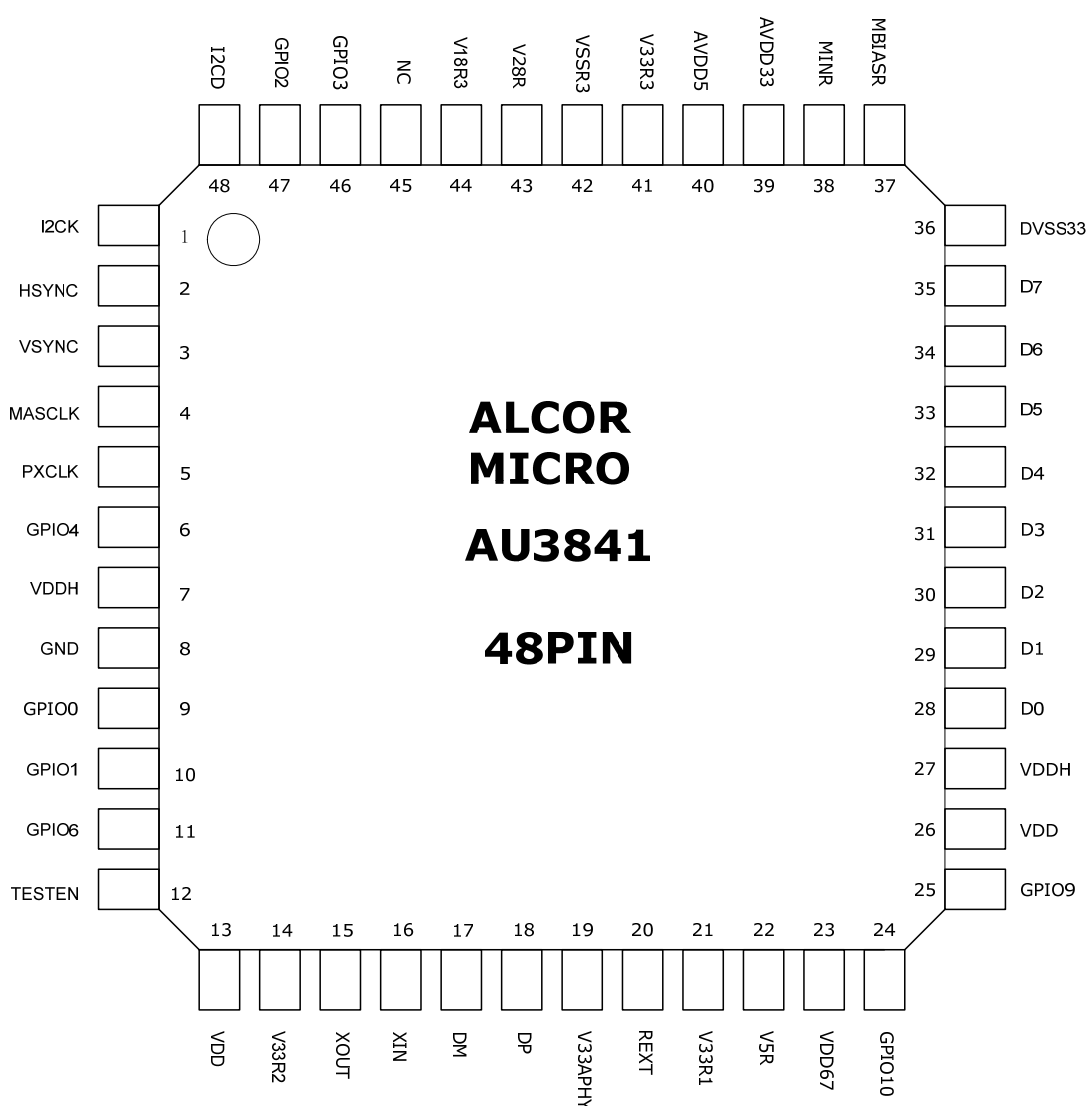 I2CD GPIO2 GPIO3 NC V18R3 V28R VSSR3 V33R3 AVDD5 AVDD33 MINR MBIASR
48 47 46 45 44 43 42 41 40 39 38 37
I2CK 1 36 DVSS33
HSYNC 2 35 D7
VSYNC 3 34 D6
MASCLK 4 33 D5
PXCLK 5 32 D4
GPIO4 6 31 D3
VDDH 7 30 D2
GND 8 29 D1
GPIO0 9 28 D0
GPIO1 10 27 VDDH
GPIO6 11 26 VDD
TESTEN 12 25 GPIO9
ALCOR
MICRO
AU3841
48PIN
13 14 15 16 17 18 19 20 21 22 23 24
VDD V33R2 XOUT XIN DM DP V33APHY REXT V33R1 V5R VDD67 GPIO10